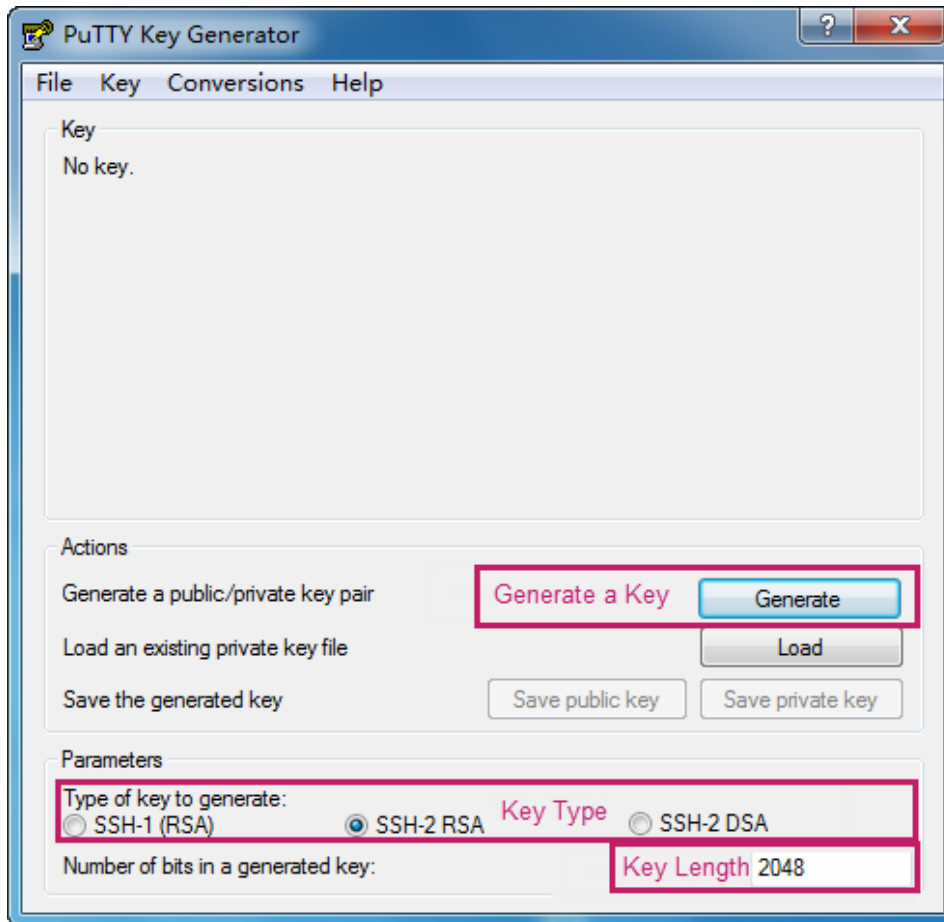 PuTTY Key Generator
File Key Conversions Help
Key
No key.
Actions
Generate a public/private key pair Generate a Key Generate
Load an existing private key file Load
Save the generated key Save public key Save private key
Parameters
Type of key to generate:
SSH-1 (RSA) SSH-2 RSA Key Type SSH-2 DSA
Number of bits in a generated key: Key Length 2048